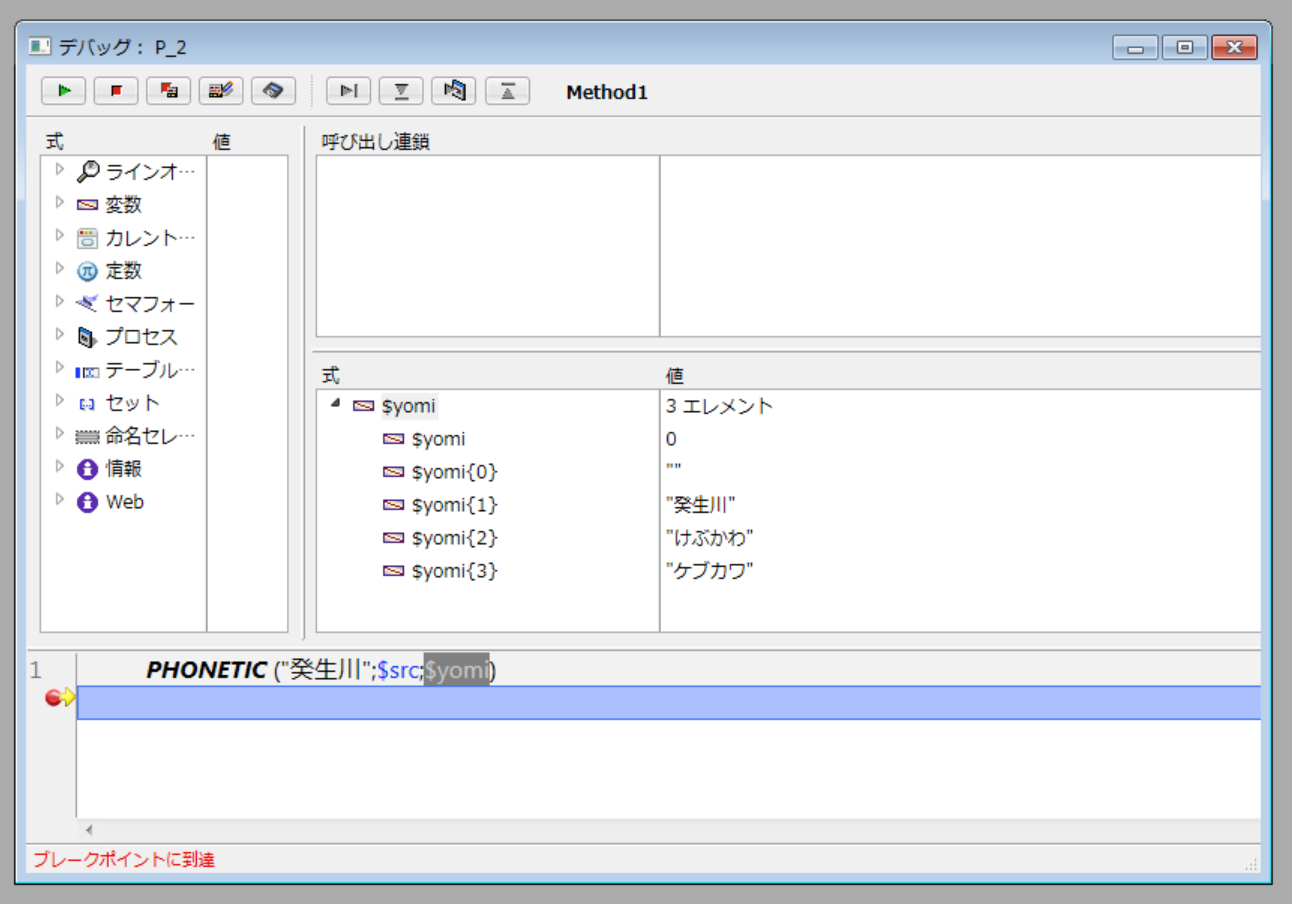 デバッグ： P_2
Method1
式 値
ラインオ…
変数
カレント…
定数
セマフォー
プロセス
テーブル…
セット
命名セレ…
情報
Web
呼び出し連鎖
式 値
$yomi 3 エレメント
$yomi 0
$yomi{0} ""
$yomi{1} "癸生川"
$yomi{2} "けぶかわ"
$yomi{3} "ケブカワ"
1 PHONETIC ("癸生川";$src;$yomi)
ブレークポイントに到達